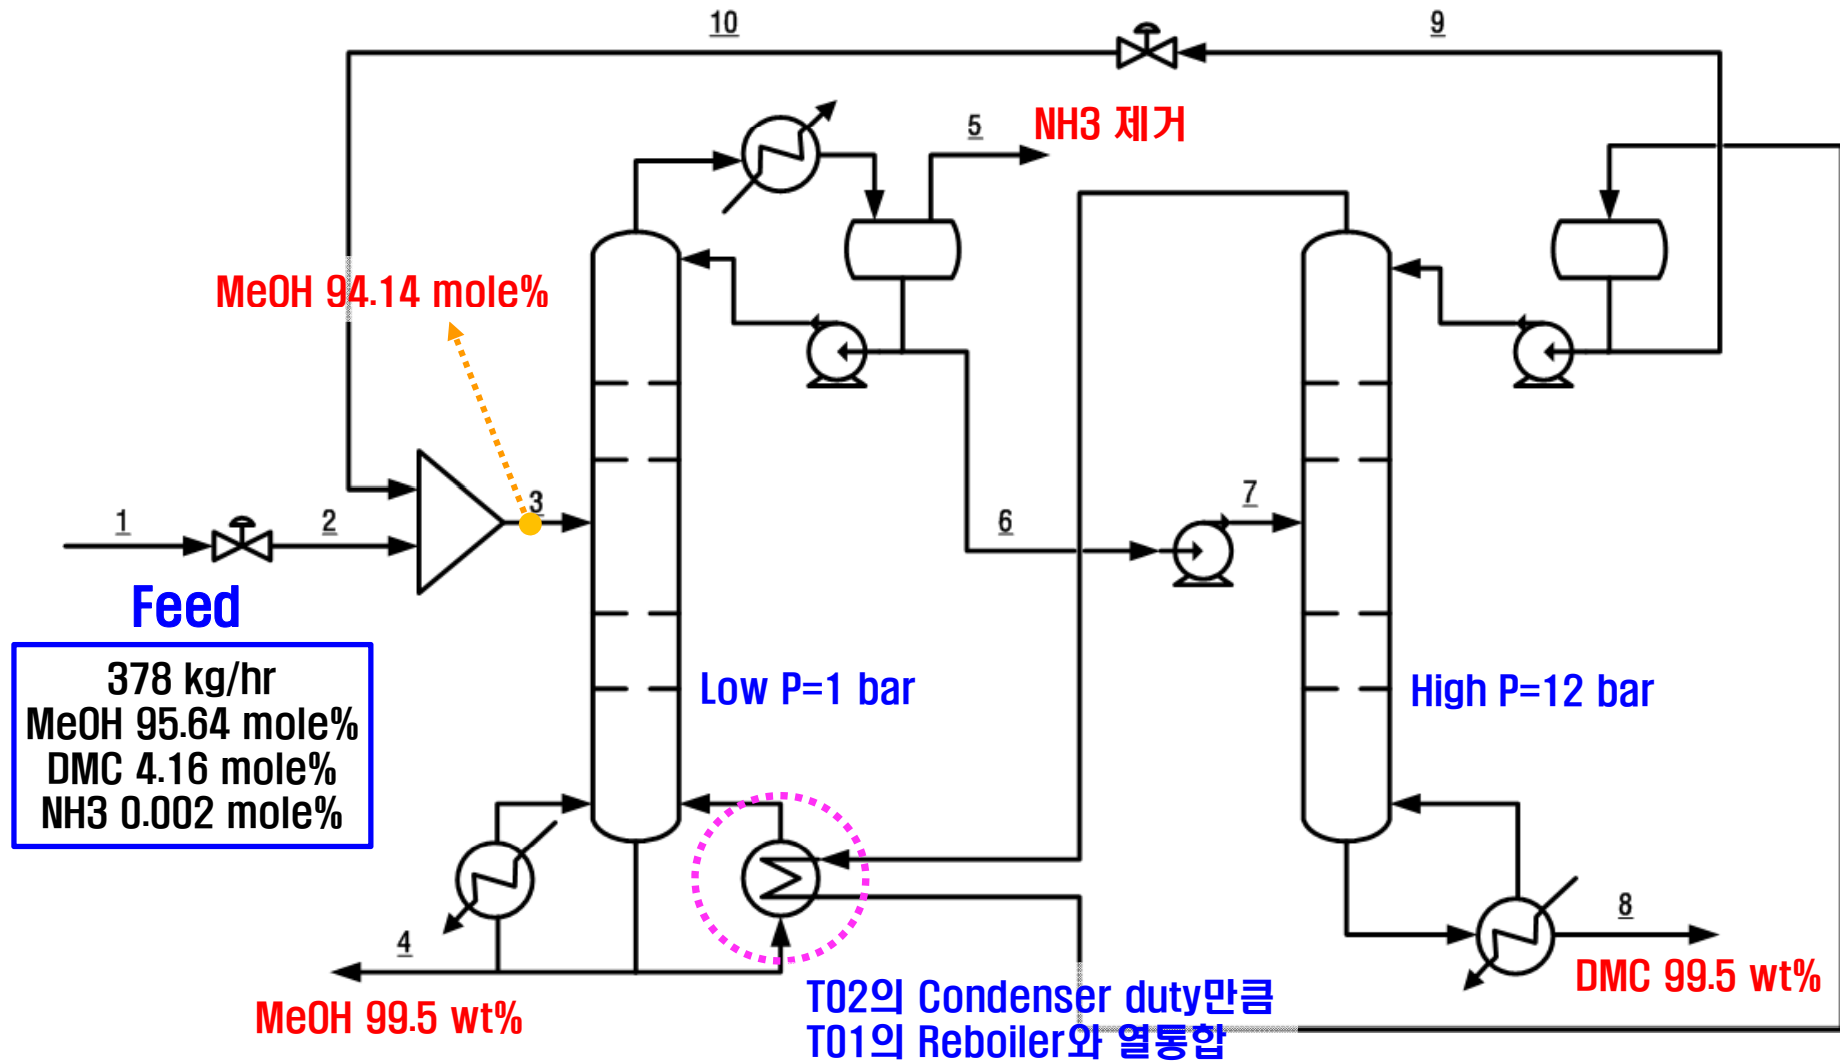 10
9
5
NH3 제거
MeOH 94.14 mole%
3
7
1
2
6
Feed
378 kg/hr
MeOH 95.64 mole%
DMC 4.16 mole%
NH3 0.002 mole%
Low P=1 bar
High P=12 bar
4
8
MeOH 99.5 wt%
DMC 99.5 wt%
T02의 Condenser duty만큼
T01의 Reboiler와 열통합